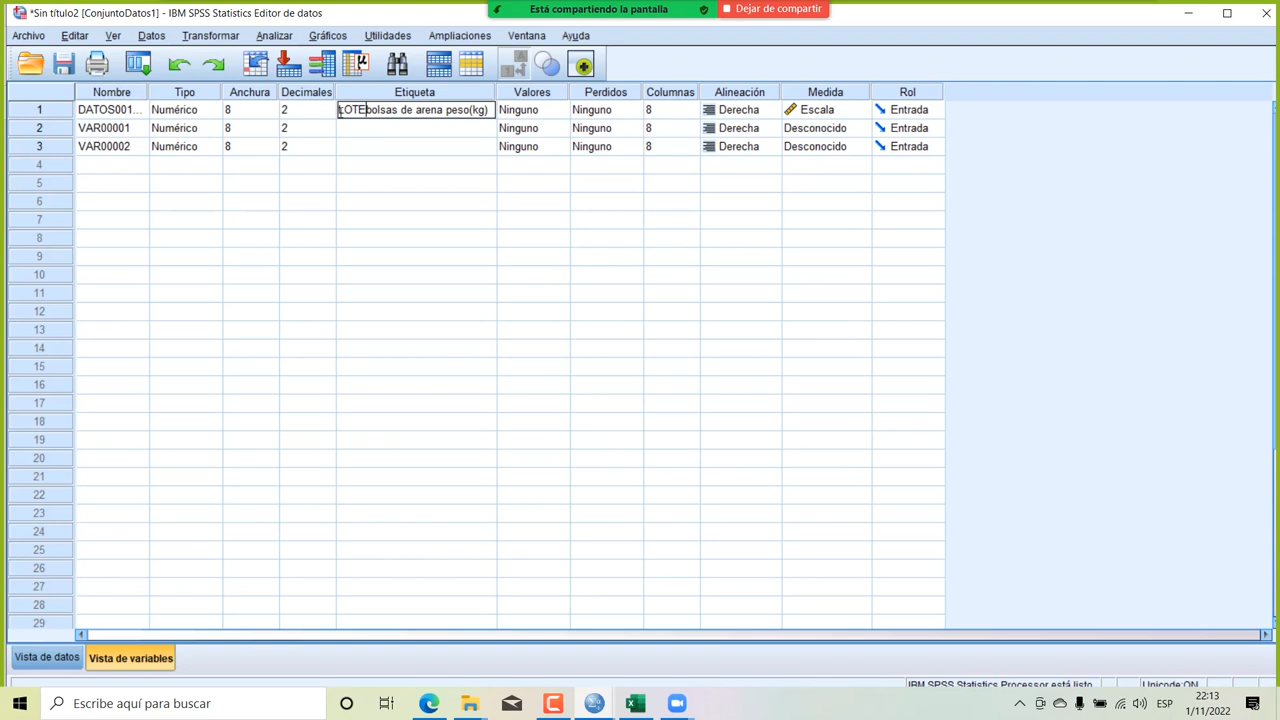 *Sin título2 [ConjuntoDatos1] - IBM SPSS Statistics Editor de datos
Está compartiendo la pantalla
Dejar de compartir
Archivo Editar Ver Datos Transformar Analizar Gráficos Utilidades Ampliaciones Ventana Ayuda
Nombre Tipo Anchura Decimales Etiqueta Valores Perdidos Columnas Alineación Medida Rol
1 DATOS001... Numérico 8 2 LOTEbolsas de arena peso(kg) Ninguno Ninguno 8 Derecha Escala Entrada
2 VAR00001 Numérico 8 2 Ninguno Ninguno 8 Derecha Desconocido Entrada
3 VAR00002 Numérico 8 2 Ninguno Ninguno 8 Derecha Desconocido Entrada
4
5
6
7
8
9
10
11
12
13
14
15
16
17
18
19
20
21
22
23
24
25
26
27
28
29
Vista de datos Vista de variables
IBM SPSS Statistics Processor está listo Unicode:ON
Escribe aquí para buscar
ESP
22:13
1/11/2022